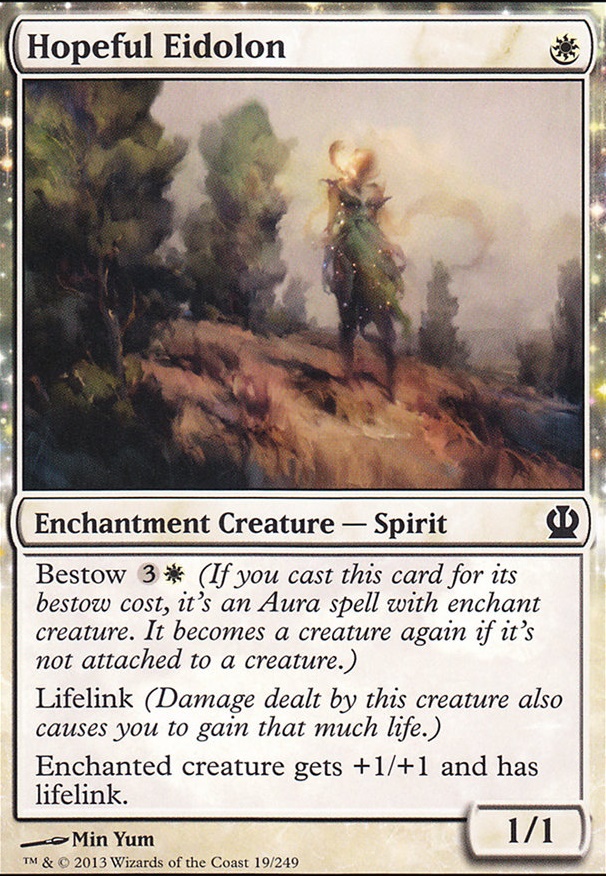 Hopeful Eidolon
Enchantment Creature — Spirit
Bestow 3 (If you cast this card for its
bestow cost, it's an Aura spell with enchant
creature. It becomes a creature again if it's
not attached to a creature.)
Lifelink (Damage dealt by this creature also
causes you to gain that much life.)
Enchanted creature gets +1/+1 and has
lifelink.
1/1
Min Yum
™ & © 2013 Wizards of the Coast 19/249